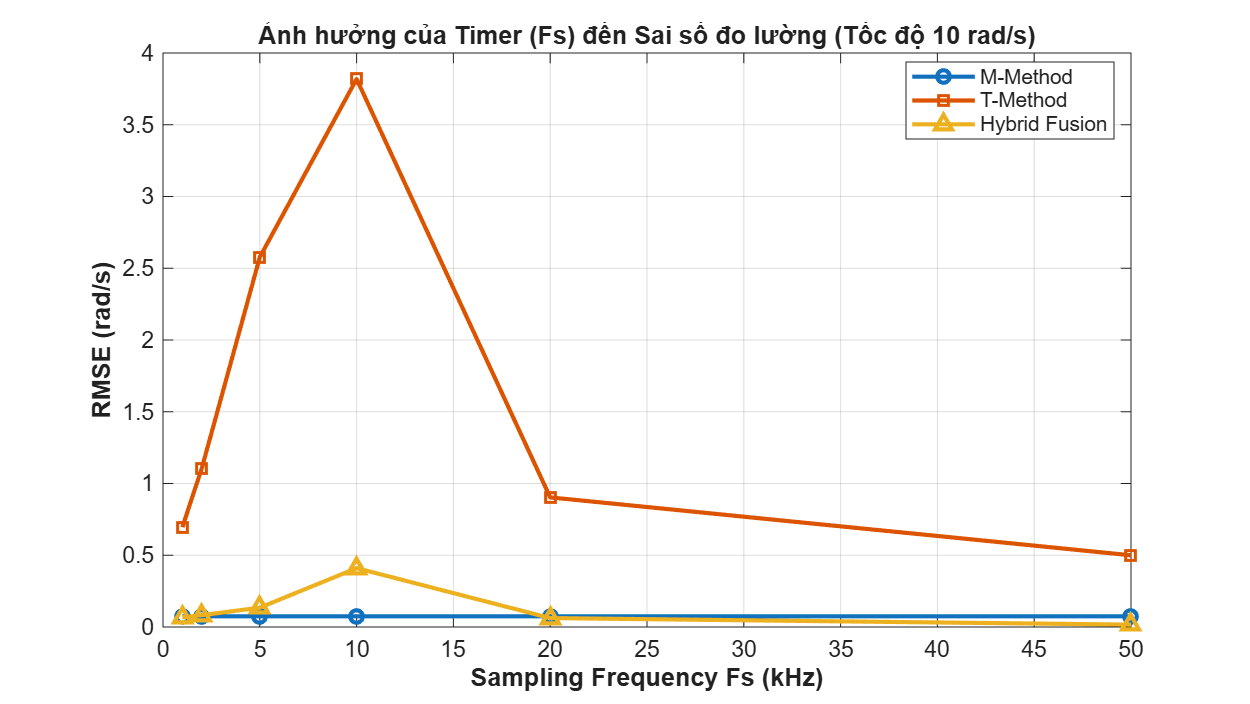 Ảnh hưởng của Timer (Fs) đến Sai số đo lường (Tốc độ 10 rad/s)
M-Method
T-Method
Hybrid Fusion
4
3.5
3
2.5
2
1.5
1
0.5
0
RMSE (rad/s)
0 5 10 15 20 25 30 35 40 45 50
Sampling Frequency Fs (kHz)